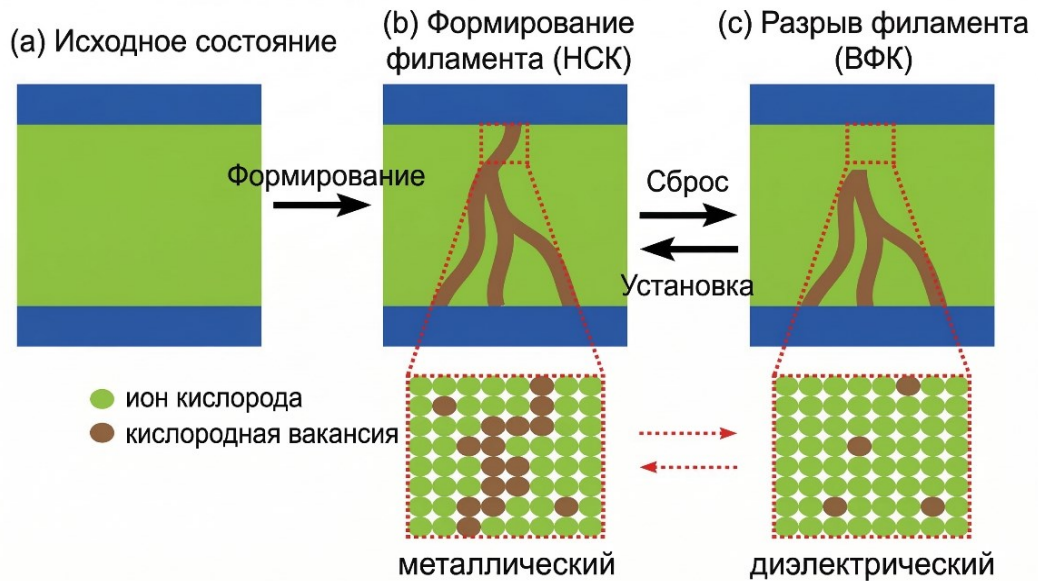 (a) Исходное состояние
(b) Формирование
филамента (НСК)
(c) Разрыв филамента
(ВФК)
Формирование
Сброс
Установка
ион кислорода
кислородная вакансия
металлический
диэлектрический